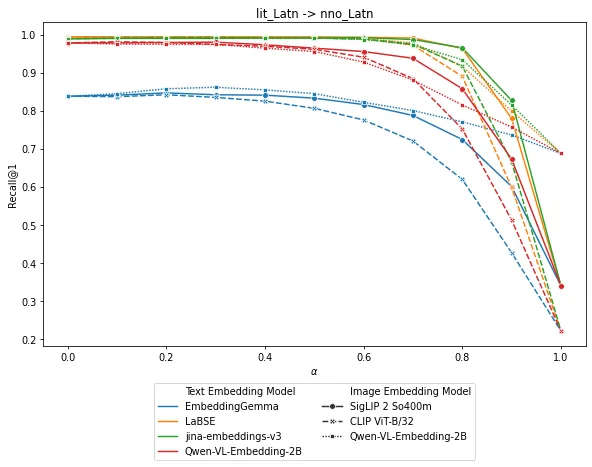 lit_Latn -> nno_Latn
1.0
0.9
0.8
0.7
0.6
0.5
0.4
0.3
0.2
Recall@1
0.0 0.2 0.4 0.6 0.8 1.0
α
Text Embedding Model
EmbeddingGemma
LaBSE
jina-embeddings-v3
Qwen-VL-Embedding-2B
Image Embedding Model
SigLIP 2 So400m
CLIP ViT-B/32
Qwen-VL-Embedding-2B